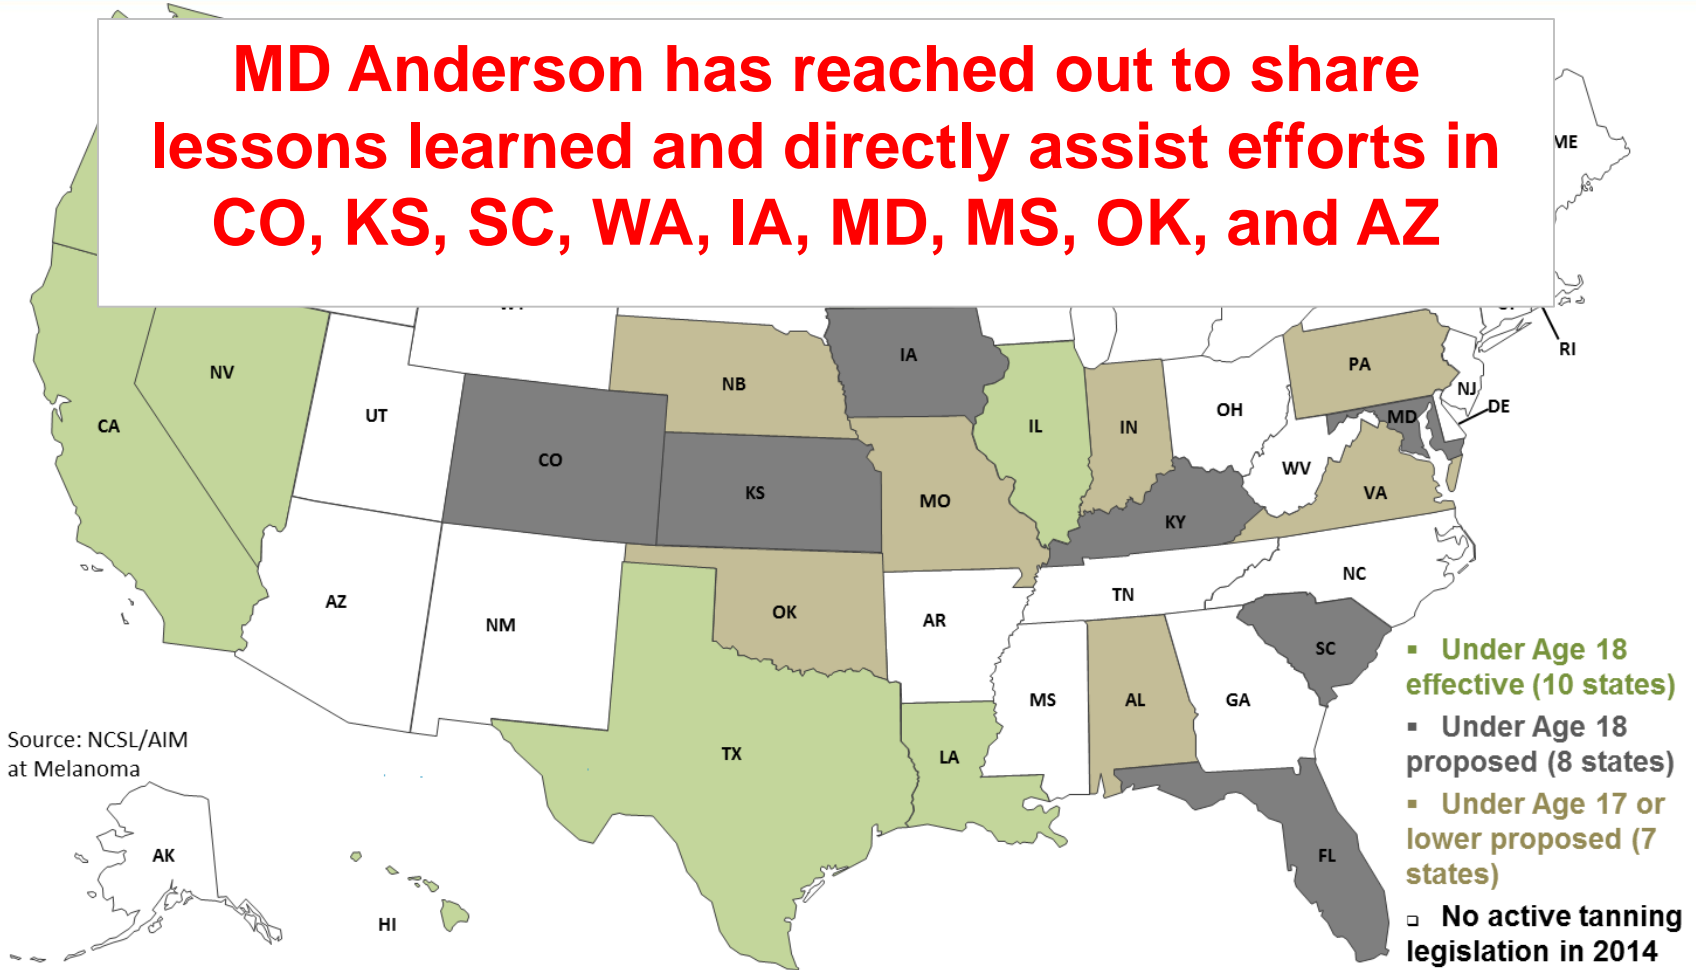 MD Anderson has reached out to share
lessons learned and directly assist efforts in
CO, KS, SC, WA, IA, MD, MS, OK, and AZ
ME
RI
NV
IA
PA
NB
NJ
DE
UT
OH
MD
CA
IL
IN
CO
WV
KS
VA
MO
KY
NC
AZ
TN
OK
AR
NM
SC
MS
AL
GA
TX
LA
FL
AK
HI
Source: NCSL/AIM
at Melanoma
▪ Under Age 18
effective (10 states)
▪ Under Age 18
proposed (8 states)
▪ Under Age 17 or
lower proposed (7
states)
❑ No active tanning
legislation in 2014